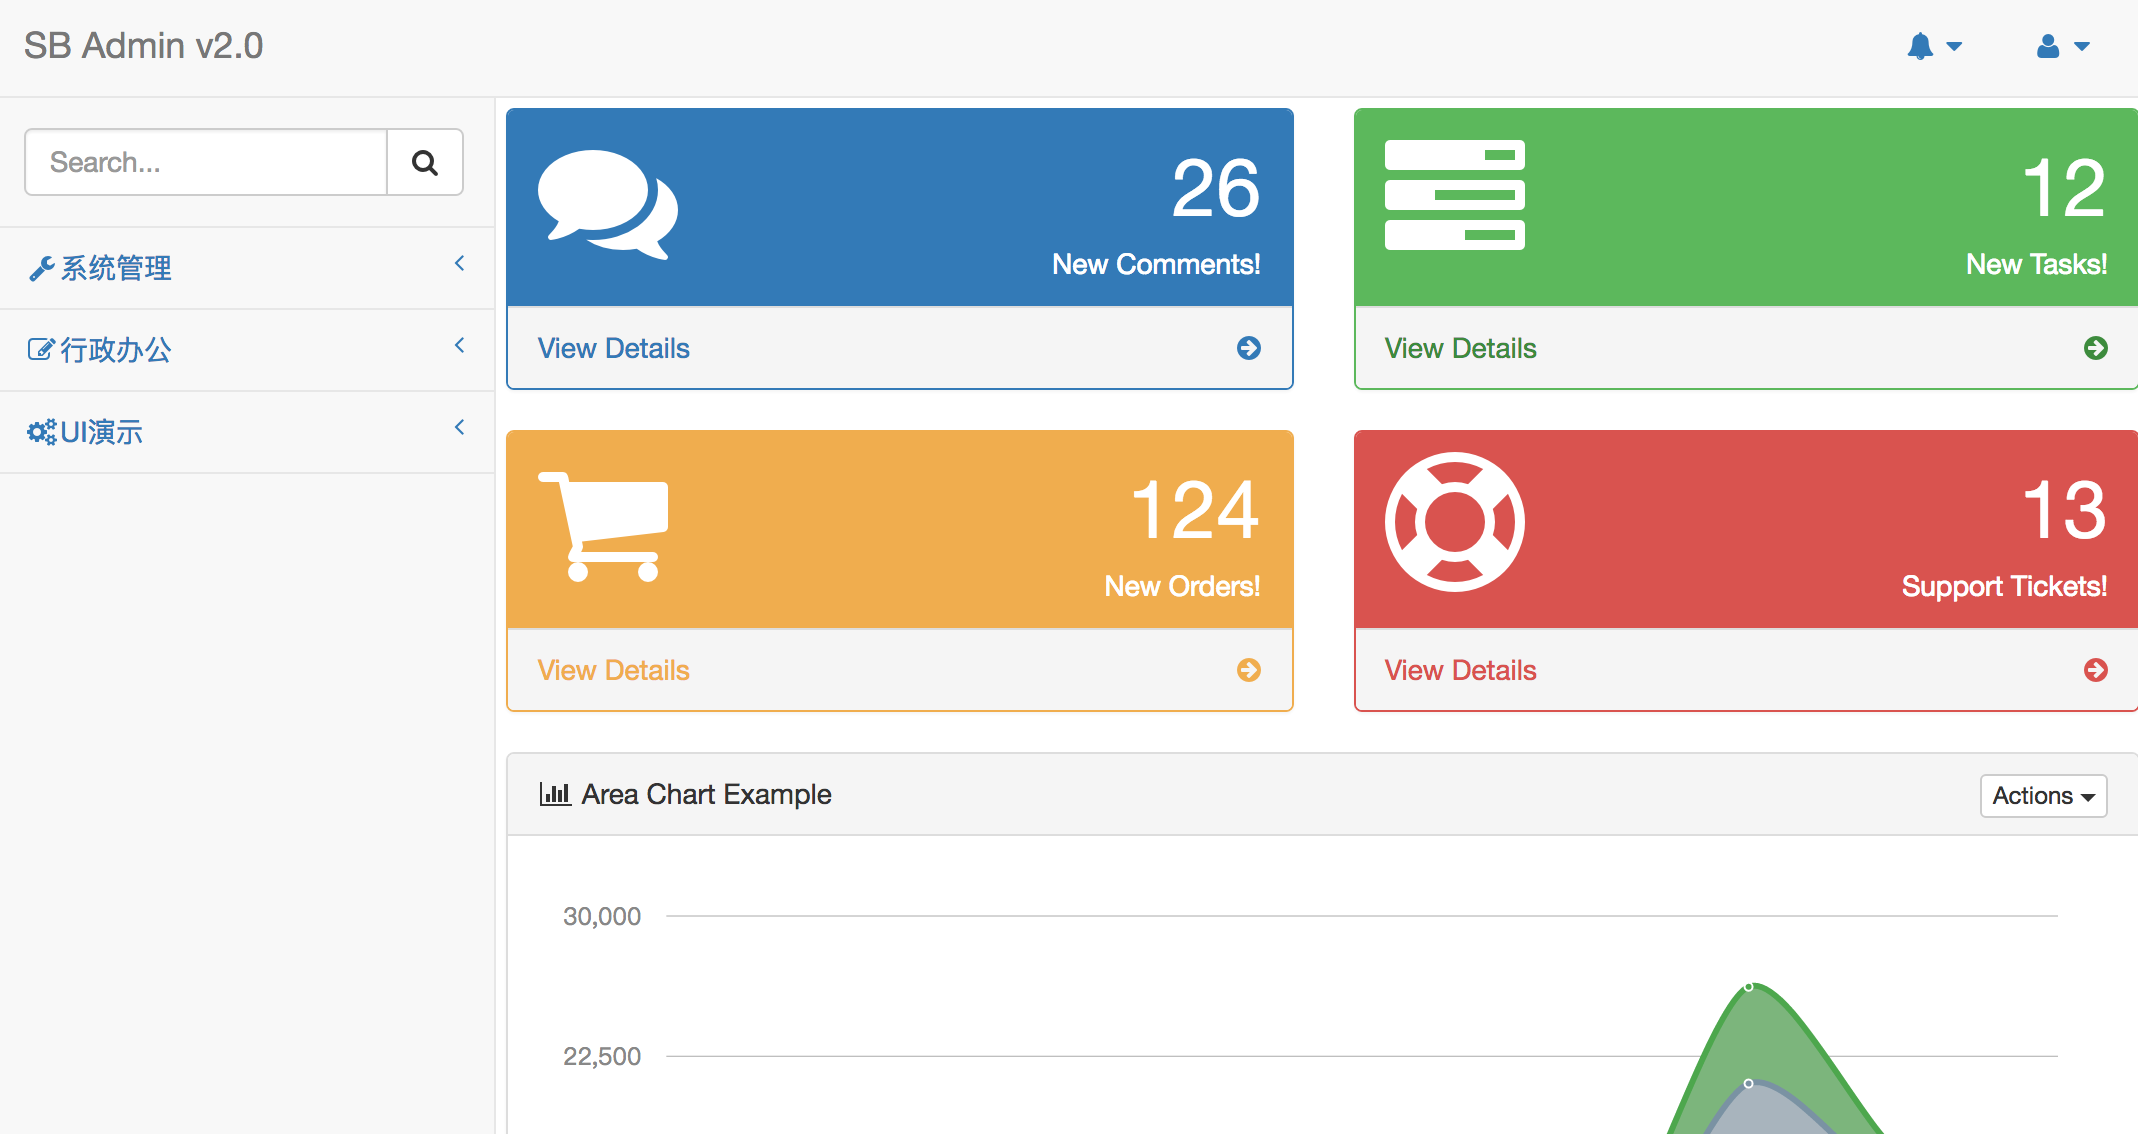 SB Admin v2.0
Search...
系统管理
行政办公
UI演示
26
New Comments!
View Details
12
New Tasks!
View Details
124
New Orders!
View Details
13
Support Tickets!
View Details
Area Chart Example
Actions
30,000
22,500